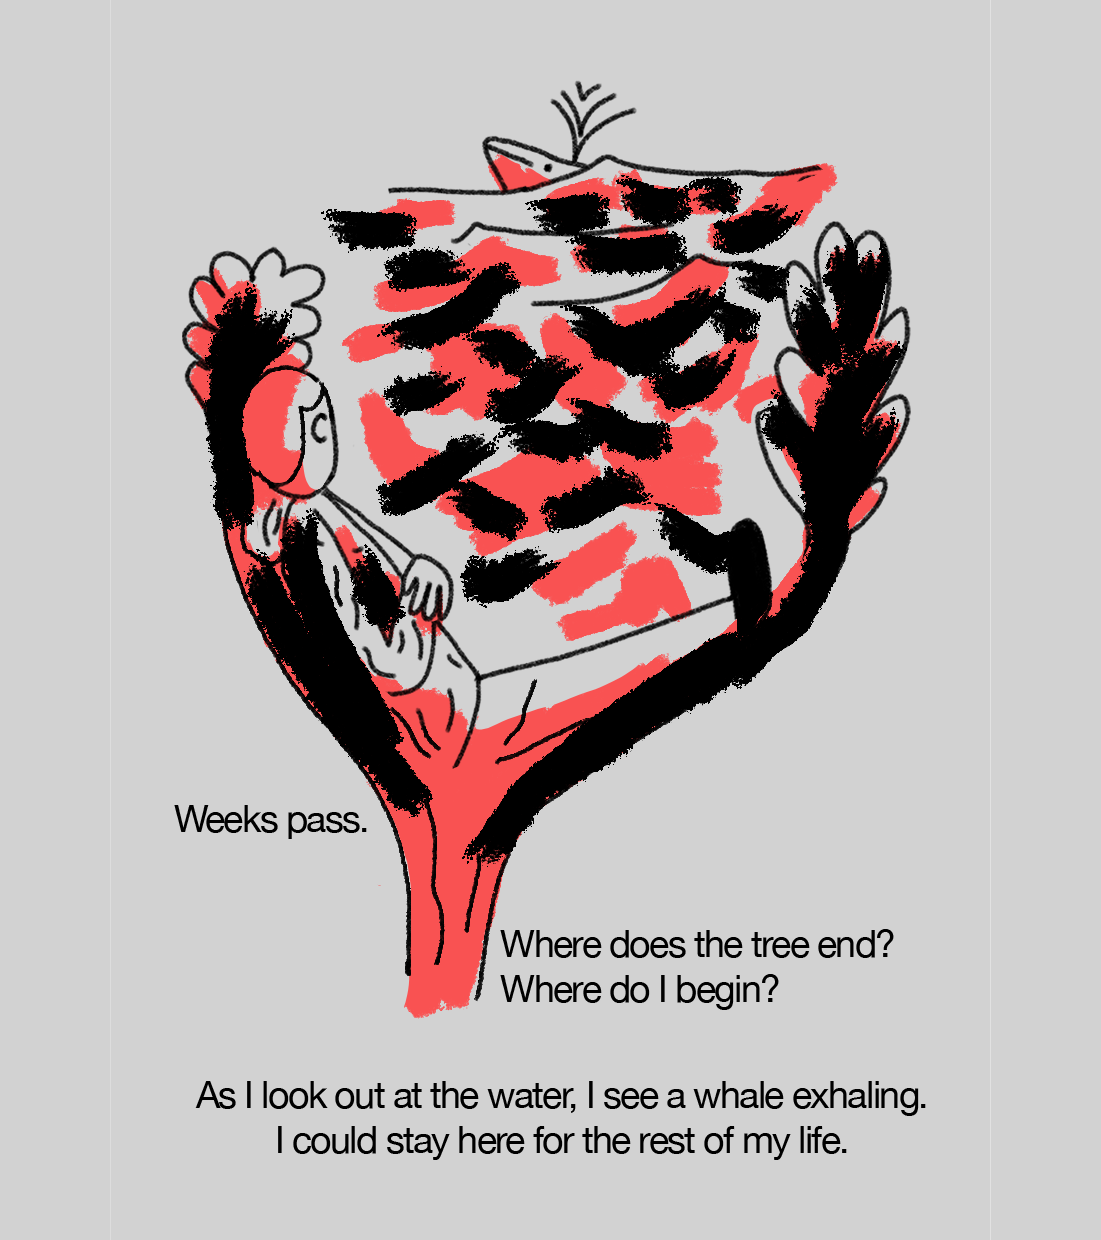 Weeks pass.
Where does the tree end?
Where do I begin?
As I look out at the water, I see a whale exhaling.
I could stay here for the rest of my life.